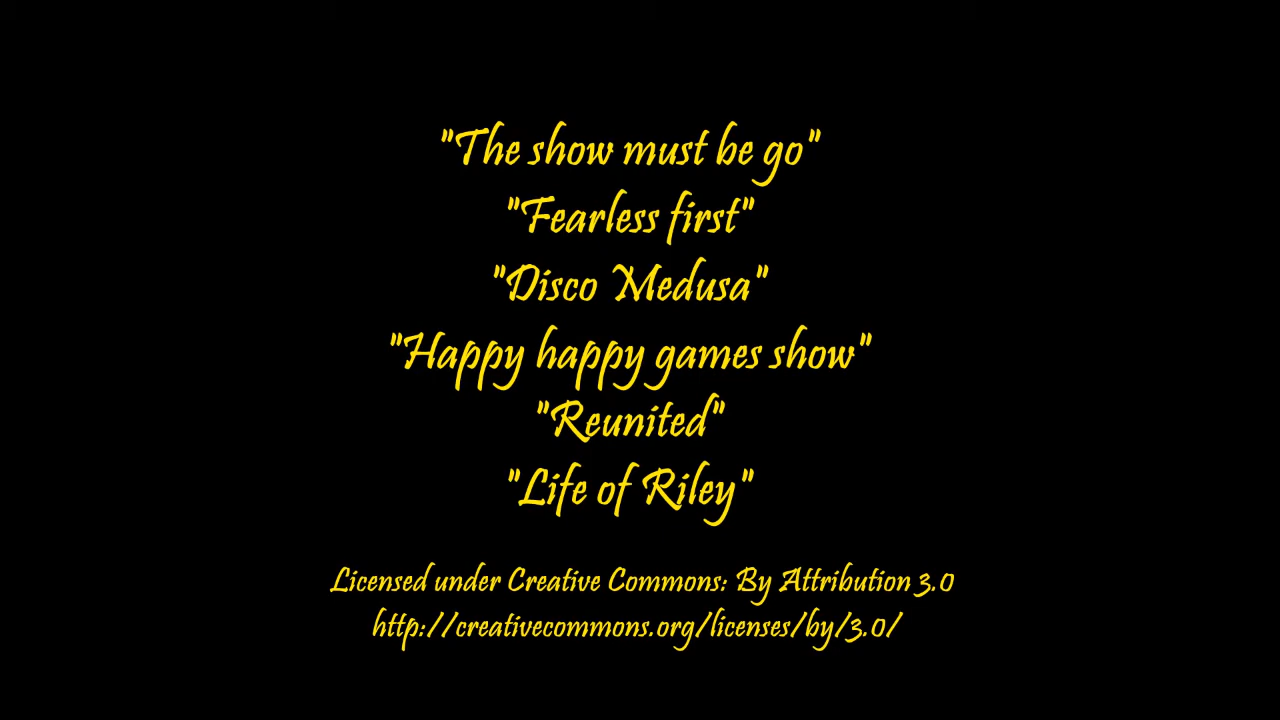 "The show must be go"
"Fearless first"
"Disco Medusa"
"Happy happy games show"
"Reunited"
"Life of Riley"
Licensed under Creative Commons: By Attribution 3.0
http://creativecommons.org/licenses/by/3.0/